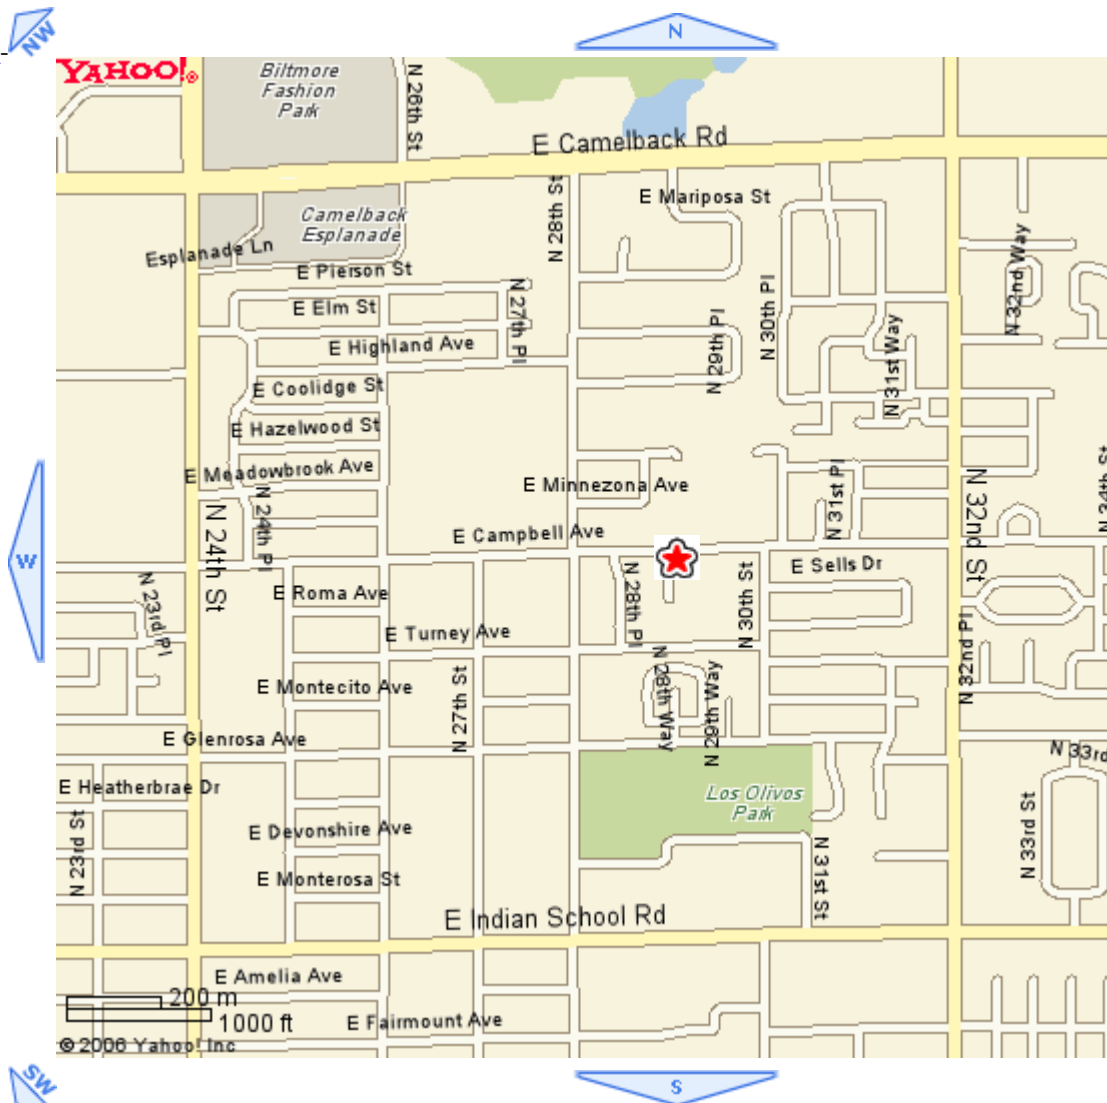 NW
N
YAHOO!
Biltmore
Fashion
Park
N 26th St
E Camelback Rd
N 28th St
E Mariposa St
Camelback
Esplanade
Esplanade Ln
E Pierson St
N 32nd Way
E Elm St
N 27th Pl
N 30th Pl
N 29th Pl
E Highland Ave
N 31st Way
E Coolidge St
E Hazelwood St
E Meadowbrook Ave
E Minnezona Ave
N 31st Pl
N 34th St
N 24th Pl
N 24th St
E Campbell Ave
N 32nd St
W
E Sells Dr
N 23rd Pl
E Roma Ave
N 28th Pl
N 30th St
E Turney Ave
N 32nd Pl
E Montecito Ave
N 27th St
N 28th Way
N 29th Way
E Glenrosa Ave
N 33rd
E Heatherbrae Dr
Los Olivos
Park
N 23rd St
E Devonshire Ave
N 33rd St
N 31st St
E Monterosa St
E Indian School Rd
E Amelia Ave
200 m
1000 ft
E Fairmount Ave
© 2006 Yahoo! Inc
SW
S